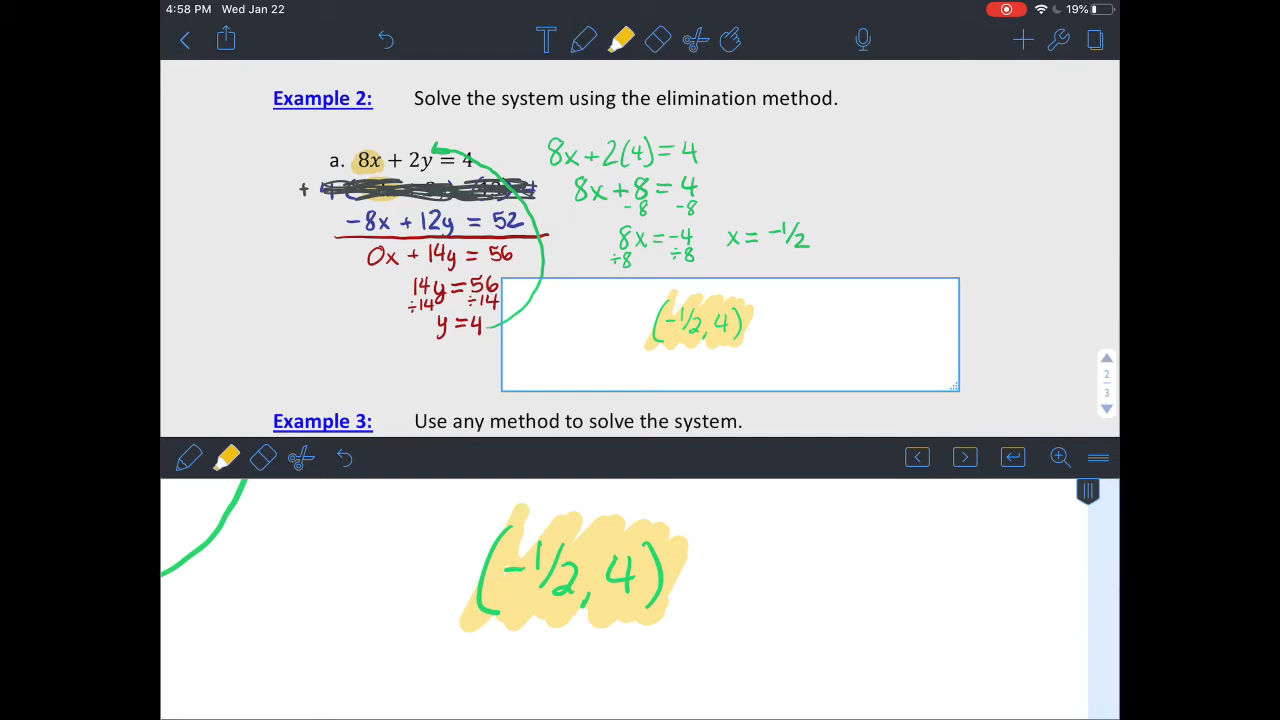 4:58 PM Wed Jan 22 19%
Example 2: Solve the system using the elimination method.
a. 8x + 2y = 4
+
-8x + 12y = 52
0x + 14y = 56
14y = 56
÷14 ÷14
y = 4
8x + 2(4) = 4
8x + 8 = 4
-8 -8
8x = -4
÷8 ÷8
x = -1/2
(-1/2, 4)
2
3
Example 3: Use any method to solve the system.
(-1/2, 4)